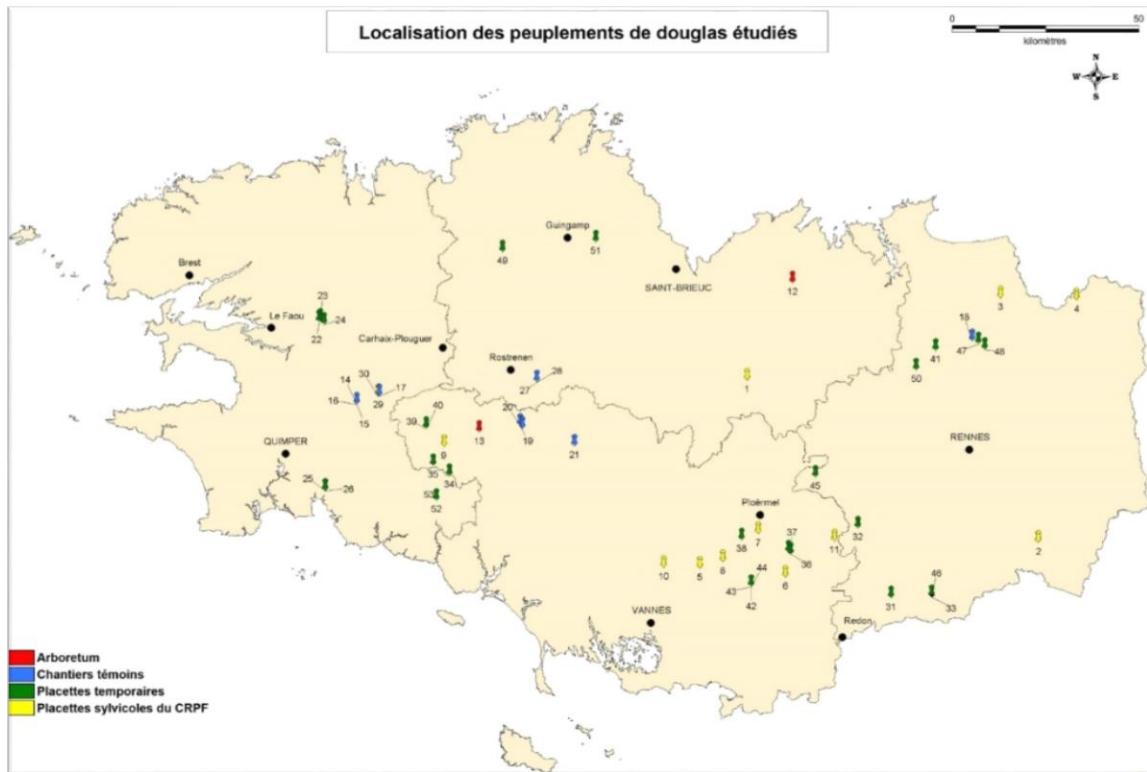 Localisation des peuplements de douglas étudiés
0 50
kilomètres
N
W E
S
Guingamp
49
51
Brest
SAINT-BRIEUC
12
3
4
23
Le Faou
24
22
18
Carhaix-Plouguer
47
48
41
Rostrenen
50
28
27
1
30
17
14
29
16
15
40
39
20
19
13
21
QUIMPER
9
RENNES
35
34
45
25
26
53
52
Ploërmel
7
37
32
38
11
2
36
10
5
8
6
44
43
42
46
31
33
VANNES
Redon
Arboretum
Chantiers témoins
Placettes temporaires
Placettes sylvicoles du CRPF